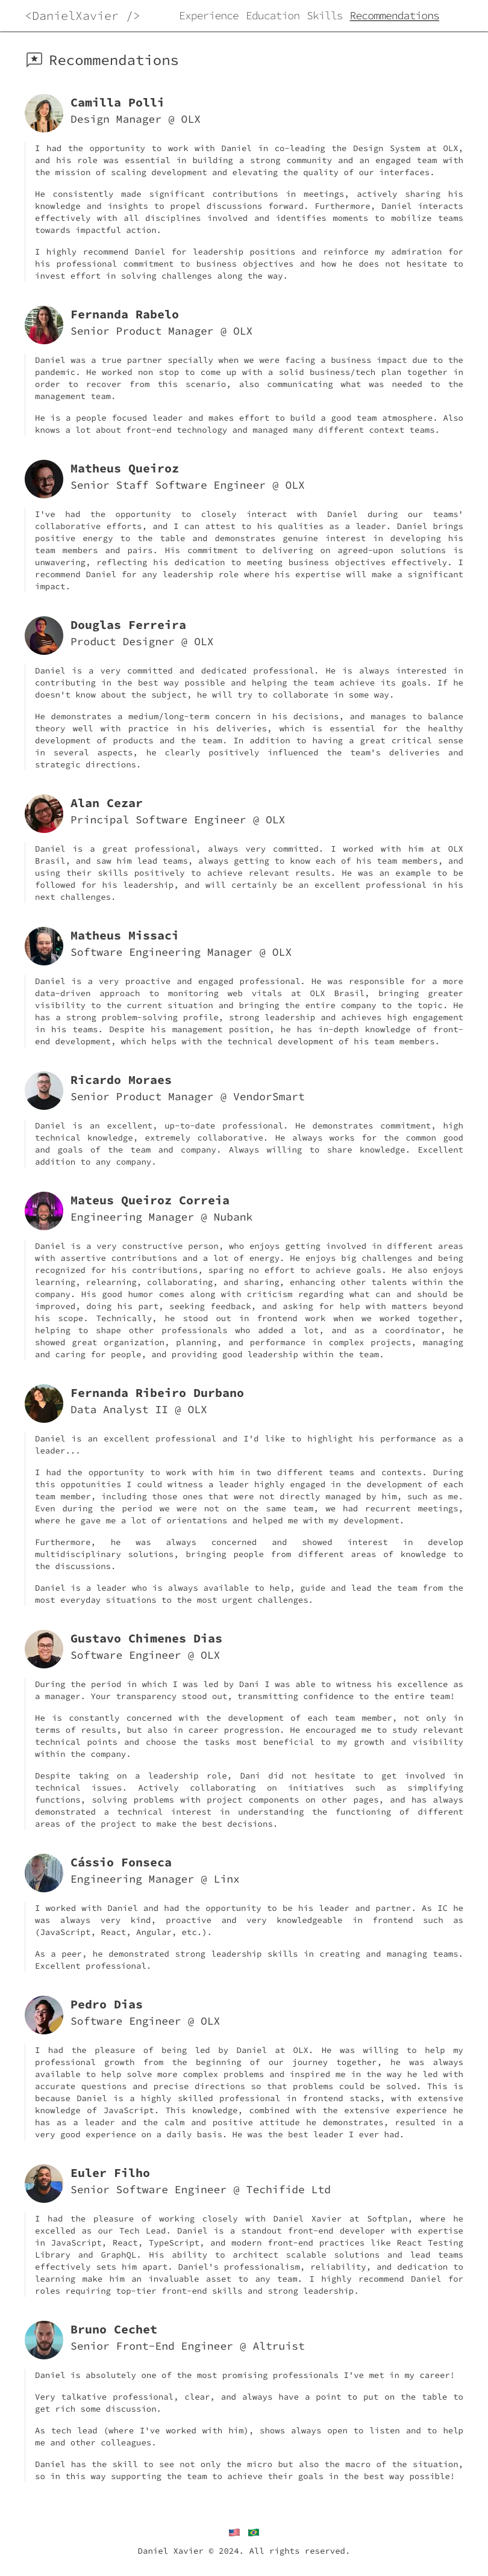 <DanielXavier />
Experience Education Skills Recommendations
Recommendations
Camilla Polli
Design Manager @ OLX
I had the opportunity to work with Daniel in co-leading the Design System at OLX,
and his role was essential in building a strong community and an engaged team with
the mission of scaling development and elevating the quality of our interfaces.
He consistently made significant contributions in meetings, actively sharing his
knowledge and insights to propel discussions forward. Furthermore, Daniel interacts
effectively with all disciplines involved and identifies moments to mobilize teams
towards impactful action.
I highly recommend Daniel for leadership positions and reinforce my admiration for
his professional commitment to business objectives and how he does not hesitate to
invest effort in solving challenges along the way.
Fernanda Rabelo
Senior Product Manager @ OLX
Daniel was a true partner specially when we were facing a business impact due to the
pandemic. He worked non stop to come up with a solid business/tech plan together in
order to recover from this scenario, also communicating what was needed to the
management team.
He is a people focused leader and makes effort to build a good team atmosphere. Also
knows a lot about front-end technology and managed many different context teams.
Matheus Queiroz
Senior Staff Software Engineer @ OLX
I've had the opportunity to closely interact with Daniel during our teams'
collaborative efforts, and I can attest to his qualities as a leader. Daniel brings
positive energy to the table and demonstrates genuine interest in developing his
team members and pairs. His commitment to delivering on agreed-upon solutions is
unwavering, reflecting his dedication to meeting business objectives effectively. I
recommend Daniel for any leadership role where his expertise will make a significant
impact.
Douglas Ferreira
Product Designer @ OLX
Daniel is a very committed and dedicated professional. He is always interested in
contributing in the best way possible and helping the team achieve its goals. If he
doesn't know about the subject, he will try to collaborate in some way.
He demonstrates a medium/long-term concern in his decisions, and manages to balance
theory well with practice in his deliveries, which is essential for the healthy
development of products and the team. In addition to having a great critical sense
in several aspects, he clearly positively influenced the team's deliveries and
strategic directions.
Alan Cezar
Principal Software Engineer @ OLX
Daniel is a great professional, always very committed. I worked with him at OLX
Brasil, and saw him lead teams, always getting to know each of his team members, and
using their skills positively to achieve relevant results. He was an example to be
followed for his leadership, and will certainly be an excellent professional in his
next challenges.
Matheus Missaci
Software Engineering Manager @ OLX
Daniel is a very proactive and engaged professional. He was responsible for a more
data-driven approach to monitoring web vitals at OLX Brasil, bringing greater
visibility to the current situation and bringing the entire company to the topic. He
has a strong problem-solving profile, strong leadership and achieves high engagement
in his teams. Despite his management position, he has in-depth knowledge of front-
end development, which helps with the technical development of his team members.
Ricardo Moraes
Senior Product Manager @ VendorSmart
Daniel is an excellent, up-to-date professional. He demonstrates commitment, high
technical knowledge, extremely collaborative. He always works for the common good
and goals of the team and company. Always willing to share knowledge. Excellent
addition to any company.
Mateus Queiroz Correia
Engineering Manager @ Nubank
Daniel is a very constructive person, who enjoys getting involved in different areas
with assertive contributions and a lot of energy. He enjoys big challenges and being
recognized for his contributions, sparing no effort to achieve goals. He also enjoys
learning, relearning, collaborating, and sharing, enhancing other talents within the
company. His good humor comes along with criticism regarding what can and should be
improved, doing his part, seeking feedback, and asking for help with matters beyond
his scope. Technically, he stood out in frontend work when we worked together,
helping to shape other professionals who added a lot, and as a coordinator, he
showed great organization, planning, and performance in complex projects, managing
and caring for people, and providing good leadership within the team.
Fernanda Ribeiro Durbano
Data Analyst II @ OLX
Daniel is an excellent professional and I'd like to highlight his performance as a
leader...
I had the opportunity to work with him in two different teams and contexts. During
this oppotunities I could witness a leader highly engaged in the development of each
team member, including those ones that were not directly managed by him, such as me.
Even during the period we were not on the same team, we had recurrent meetings,
where he gave me a lot of orientations and helped me with my development.
Furthermore, he was always concerned and showed interest in develop
multidisciplinary solutions, bringing people from different areas of knowledge to
the discussions.
Daniel is a leader who is always available to help, guide and lead the team from the
most everyday situations to the most urgent challenges.
Gustavo Chimenes Dias
Software Engineer @ OLX
During the period in which I was led by Dani I was able to witness his excellence as
a manager. Your transparency stood out, transmitting confidence to the entire team!
He is constantly concerned with the development of each team member, not only in
terms of results, but also in career progression. He encouraged me to study relevant
technical points and choose the tasks most beneficial to my growth and visibility
within the company.
Despite taking on a leadership role, Dani did not hesitate to get involved in
technical issues. Actively collaborating on initiatives such as simplifying
functions, solving problems with project components on other pages, and has always
demonstrated a technical interest in understanding the functioning of different
areas of the project to make the best decisions.
Cássio Fonseca
Engineering Manager @ Linx
I worked with Daniel and had the opportunity to be his leader and partner. As IC he
was always very kind, proactive and very knowledgeable in frontend such as
(JavaScript, React, Angular, etc.).
As a peer, he demonstrated strong leadership skills in creating and managing teams.
Excellent professional.
Pedro Dias
Software Engineer @ OLX
I had the pleasure of being led by Daniel at OLX. He was willing to help my
professional growth from the beginning of our journey together, he was always
available to help solve more complex problems and inspired me in the way he led with
accurate questions and precise directions so that problems could be solved. This is
because Daniel is a highly skilled professional in frontend stacks, with extensive
knowledge of JavaScript. This knowledge, combined with the extensive experience he
has as a leader and the calm and positive attitude he demonstrates, resulted in a
very good experience on a daily basis. He was the best leader I ever had.
Euler Filho
Senior Software Engineer @ Techifide Ltd
I had the pleasure of working closely with Daniel Xavier at Softplan, where he
excelled as our Tech Lead. Daniel is a standout front-end developer with expertise
in JavaScript, React, TypeScript, and modern front-end practices like React Testing
Library and GraphQL. His ability to architect scalable solutions and lead teams
effectively sets him apart. Daniel's professionalism, reliability, and dedication to
learning make him an invaluable asset to any team. I highly recommend Daniel for
roles requiring top-tier front-end skills and strong leadership.
Bruno Cechet
Senior Front-End Engineer @ Altruist
Daniel is absolutely one of the most promising professionals I've met in my career!
Very talkative professional, clear, and always have a point to put on the table to
get rich some discussion.
As tech lead (where I've worked with him), shows always open to listen and to help
me and other colleagues.
Daniel has the skill to see not only the micro but also the macro of the situation,
so in this way supporting the team to achieve their goals in the best way possible!
Daniel Xavier © 2024. All rights reserved.